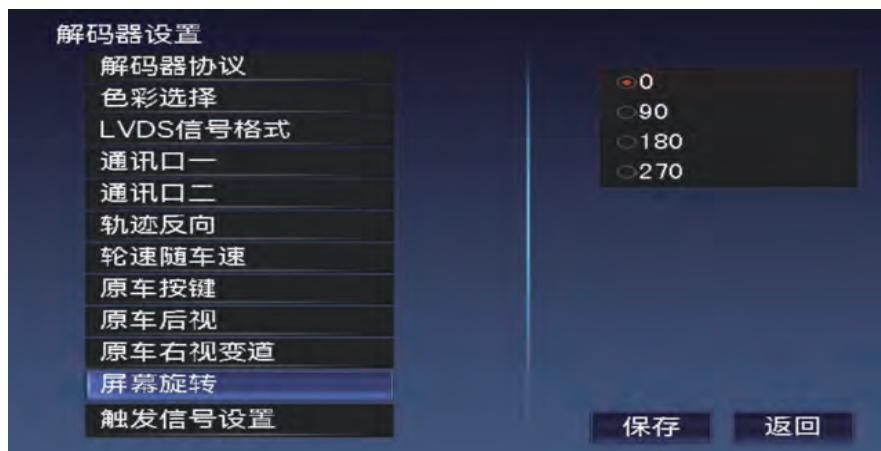 解码器设置
解码器协议
色彩选择
LVDS信号格式
通讯口一
通讯口二
轨迹反向
轮速随车速
原车按键
原车后视
原车右视变道
屏幕旋转
触发信号设置
0
90
180
270
保存
返回